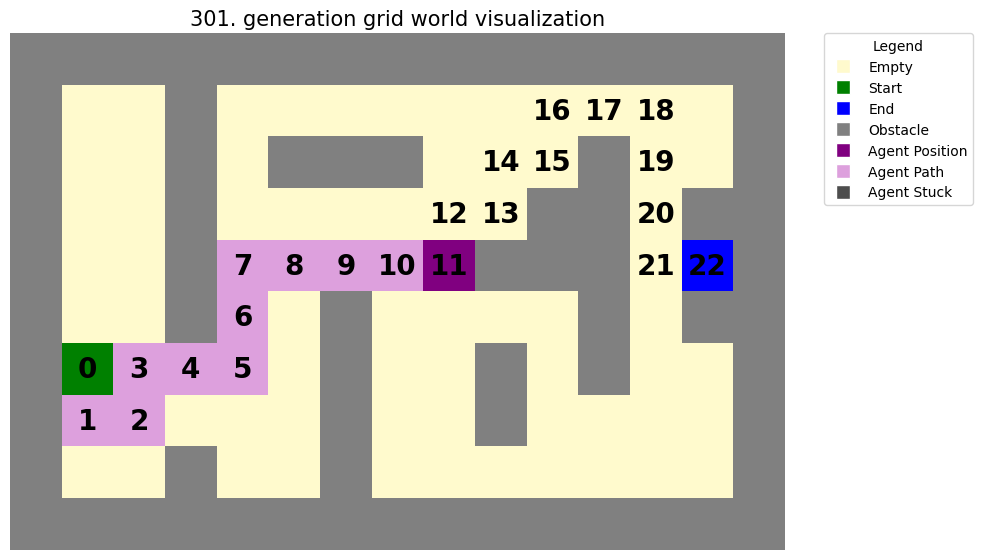 301. generation grid world visualization
16 17 18
14 15 19
12 13 20
7 8 9 10 11 21 22
6
0 3 4 5
1 2
Legend
Empty
Start
End
Obstacle
Agent Position
Agent Path
Agent Stuck